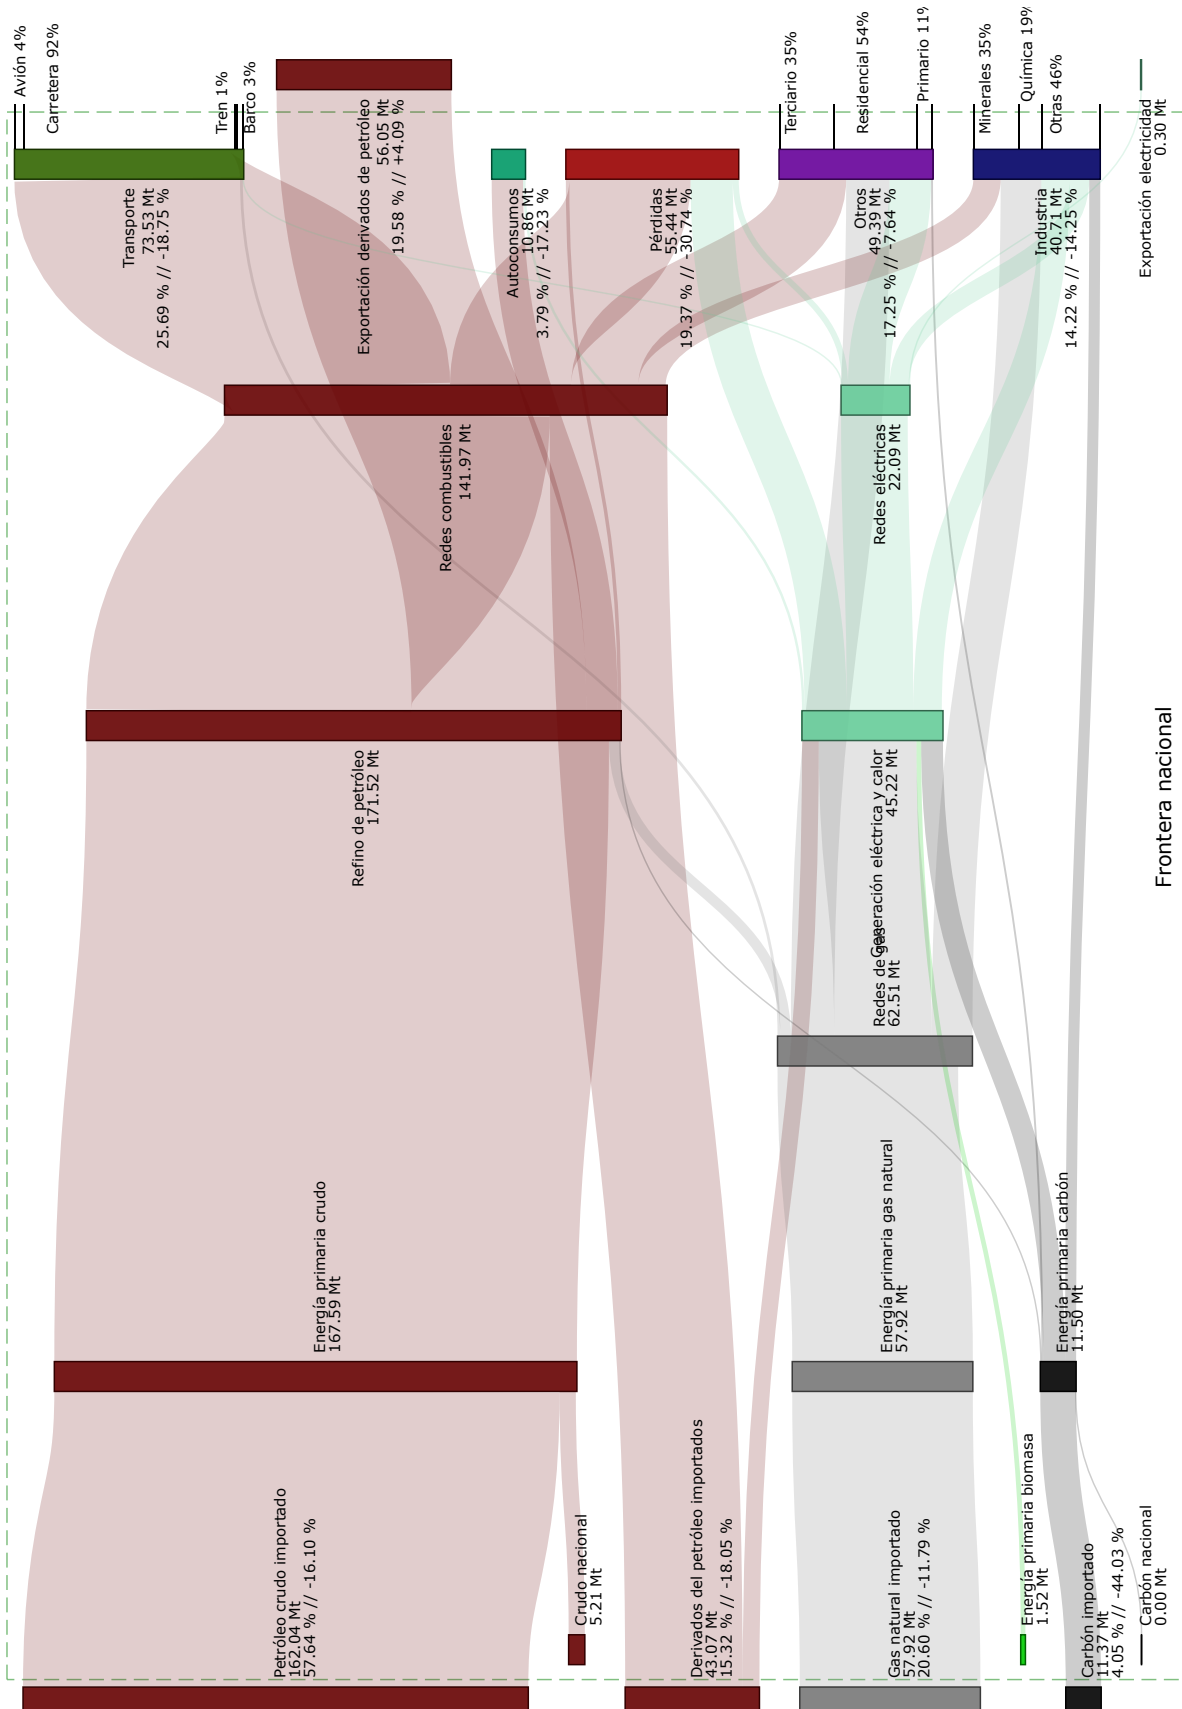 Petróleo crudo importado
162.04 Mt
57.64 % // -16.10 %
Crudo nacional
5.21 Mt
Derivados del petróleo importados
43.07 Mt
15.32 % // -18.05 %
Gas natural importado
57.92 Mt
20.60 % // -11.79 %
Energía primaria biomasa
1.52 Mt
Carbón importado
11.37 Mt
4.05 % // -44.03 %
Carbón nacional
0.00 Mt
Energía primaria crudo
167.59 Mt
Energía primaria gas natural
57.92 Mt
Energía primaria carbón
11.50 Mt
Redes de gas
62.51 Mt
Refino de petróleo
171.52 Mt
Generación eléctrica y calor
45.22 Mt
Redes combustibles
141.97 Mt
Redes eléctricas
22.09 Mt
Transporte
73.53 Mt
25.69 % // -18.75 %
Exportación derivados de petróleo
56.05 Mt
19.58 % // +4.09 %
Autoconsumos
10.86 Mt
3.79 % // -17.23 %
Pérdidas
55.44 Mt
19.37 % // -30.74 %
Otros
49.39 Mt
17.25 % // -7.64 %
Industria
40.71 Mt
14.22 % // -14.25 %
Exportación electricidad
0.30 Mt
Avión 4%
Carretera 92%
Tren 1%
Barco 3%
Terciario 35%
Residencial 54%
Primario 11%
Minerales 35%
Química 19%
Otras 46%
Frontera nacional